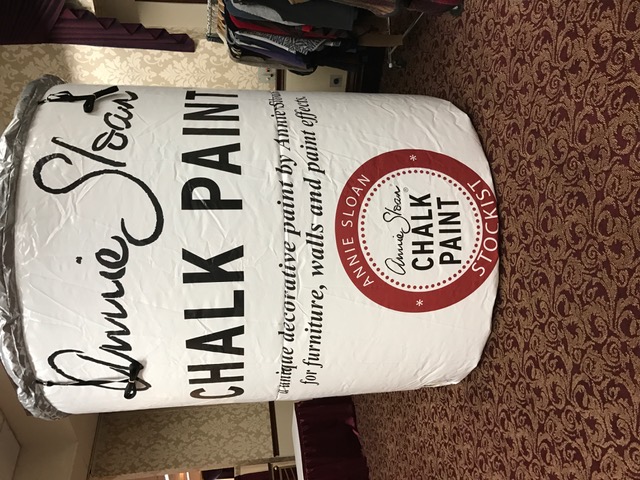 Annie Sloan
CHALK PAINT
A unique decorative paint by Annie Sloan
for furniture, walls and paint effects.
ANNIE SLOAN
Annie Sloan
CHALK
PAINT
STOCKIST